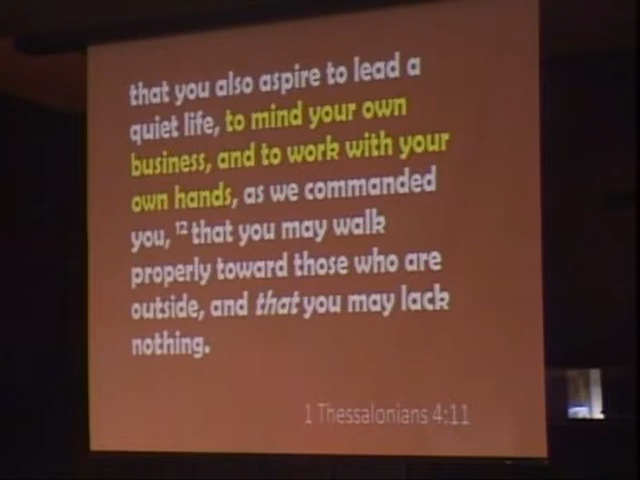 that you also aspire to lead a
quiet life, to mind your own
business, and to work with your
own hands, as we commanded
you, ¹² that you may walk
properly toward those who are
outside, and that you may lack
nothing.
1 Thessalonians 4:11